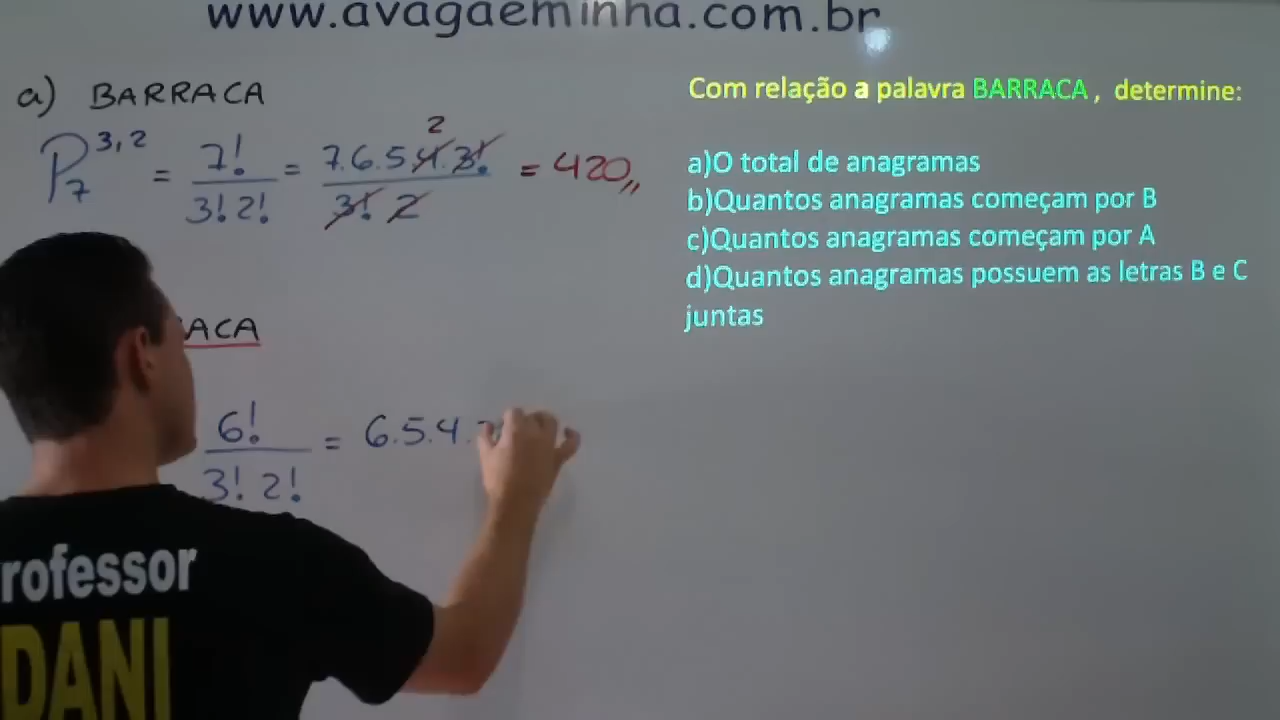 www.avagaeminha.com.br
a) BARRACA
P₇^3,2 = 7!/3!2! = 7.6.5.4.3!/3!2 2 = 420,,
ACA
6!/3!2! = 6.5.4.
rofessor
DANI
Com relação a palavra BARRACA , determine:
a)O total de anagramas
b)Quantos anagramas começam por B
c)Quantos anagramas começam por A
d)Quantos anagramas possuem as letras B e C
juntas